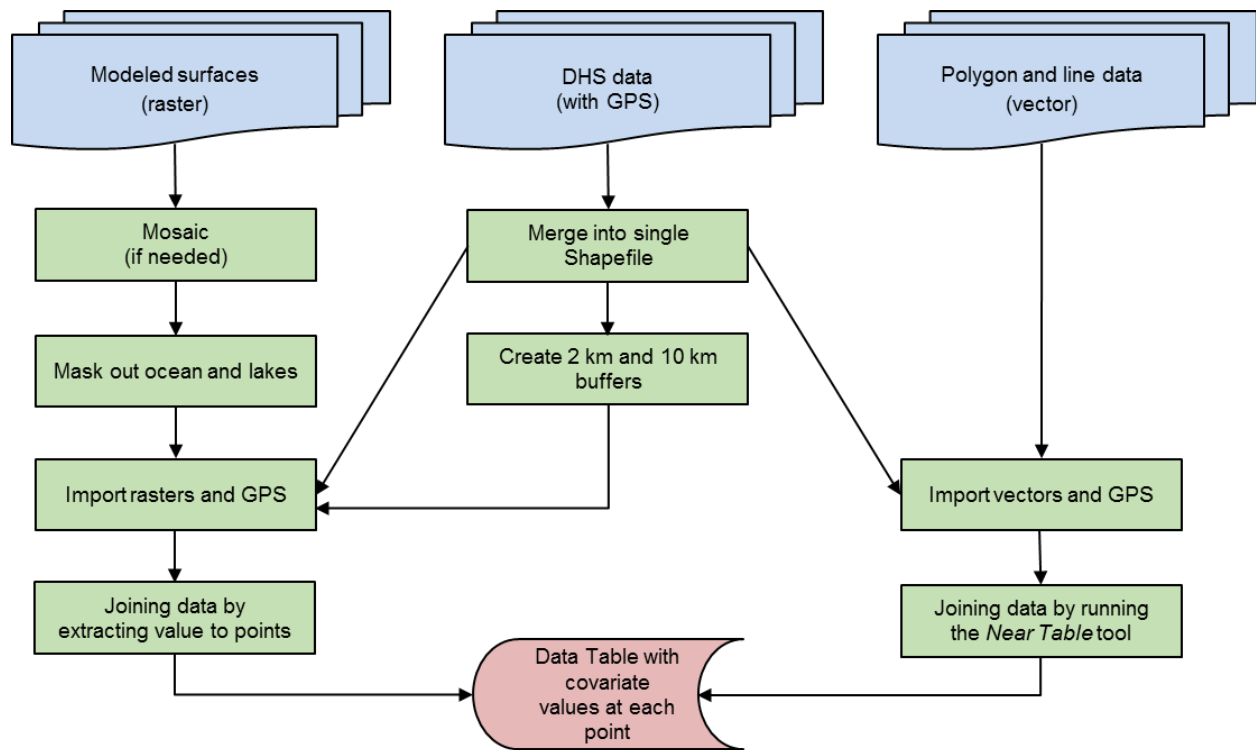 Modeled surfaces
(raster)
DHS data
(with GPS)
Polygon and line data
(vector)
Mosaic
(if needed)
Merge into single
Shapefile
Mask out ocean and lakes
Create 2 km and 10 km
buffers
Import rasters and GPS
Import vectors and GPS
Joining data by
extracting value to points
Joining data by running
the Near Table tool
Data Table with
covariate
values at each
point